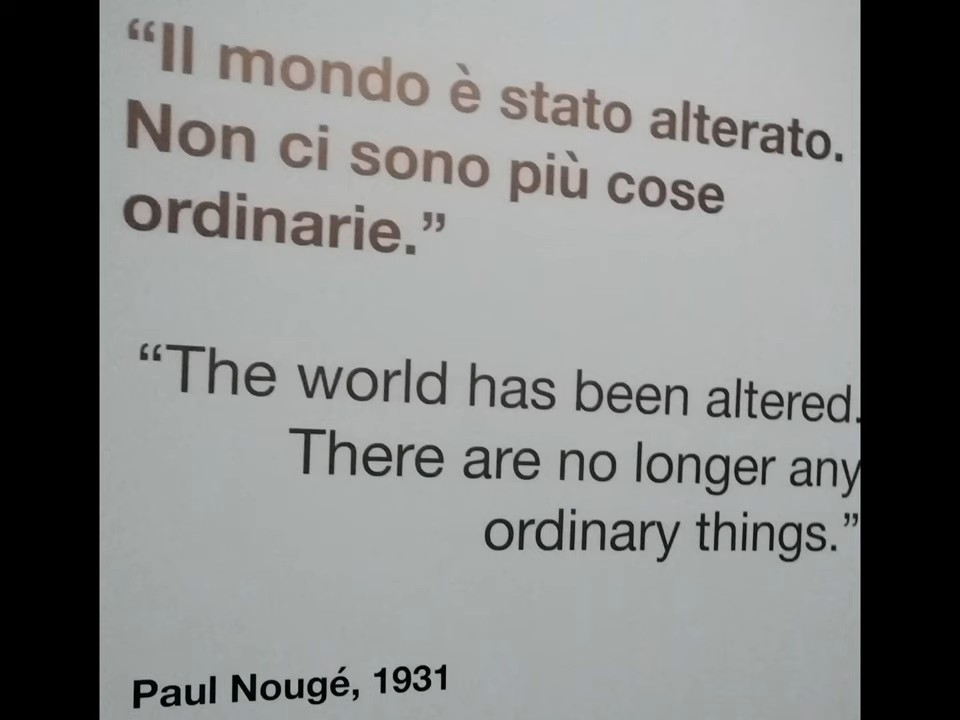 “Il mondo è stato alterato.
Non ci sono più cose
ordinarie.”
“The world has been altered.
There are no longer any
ordinary things.”
Paul Nougé, 1931